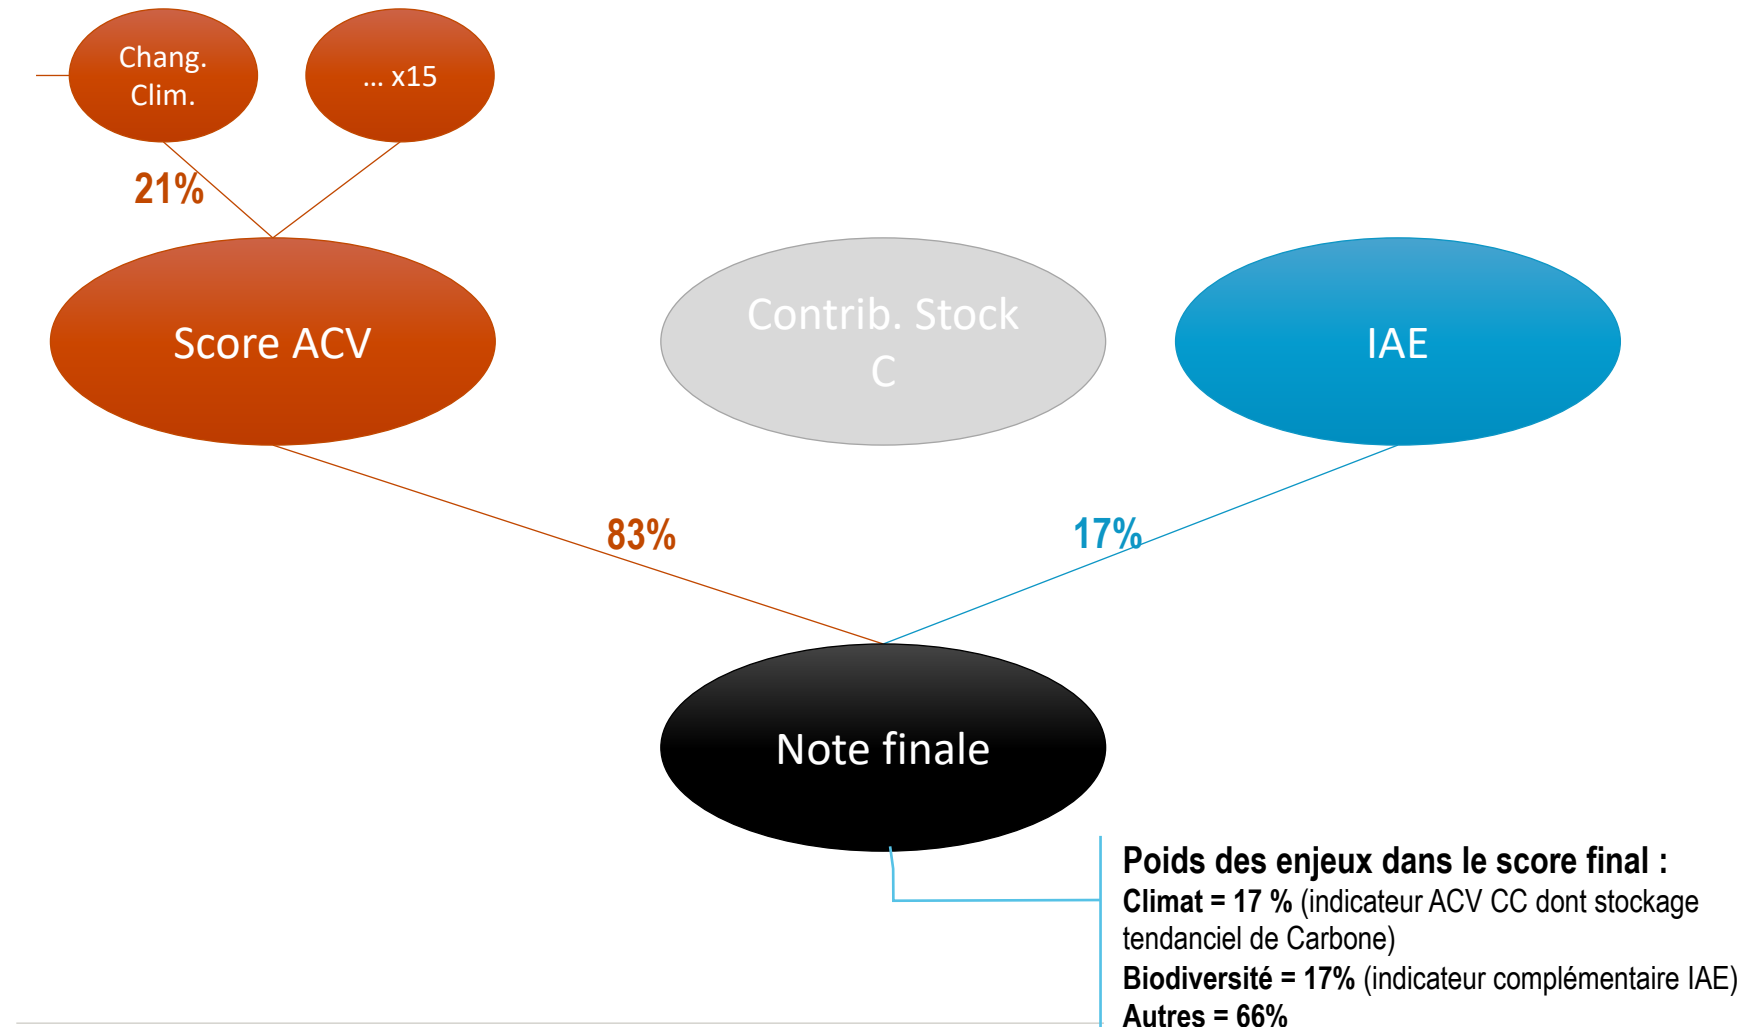 Chang.
Clim.
... x15
21%
Score ACV
Contrib. Stock
C
IAE
83%
17%
Note finale
Poids des enjeux dans le score final :
Climat = 17 % (indicateur ACV CC dont stockage
tendanciel de Carbone)
Biodiversité = 17% (indicateur complémentaire IAE)
Autres = 66%